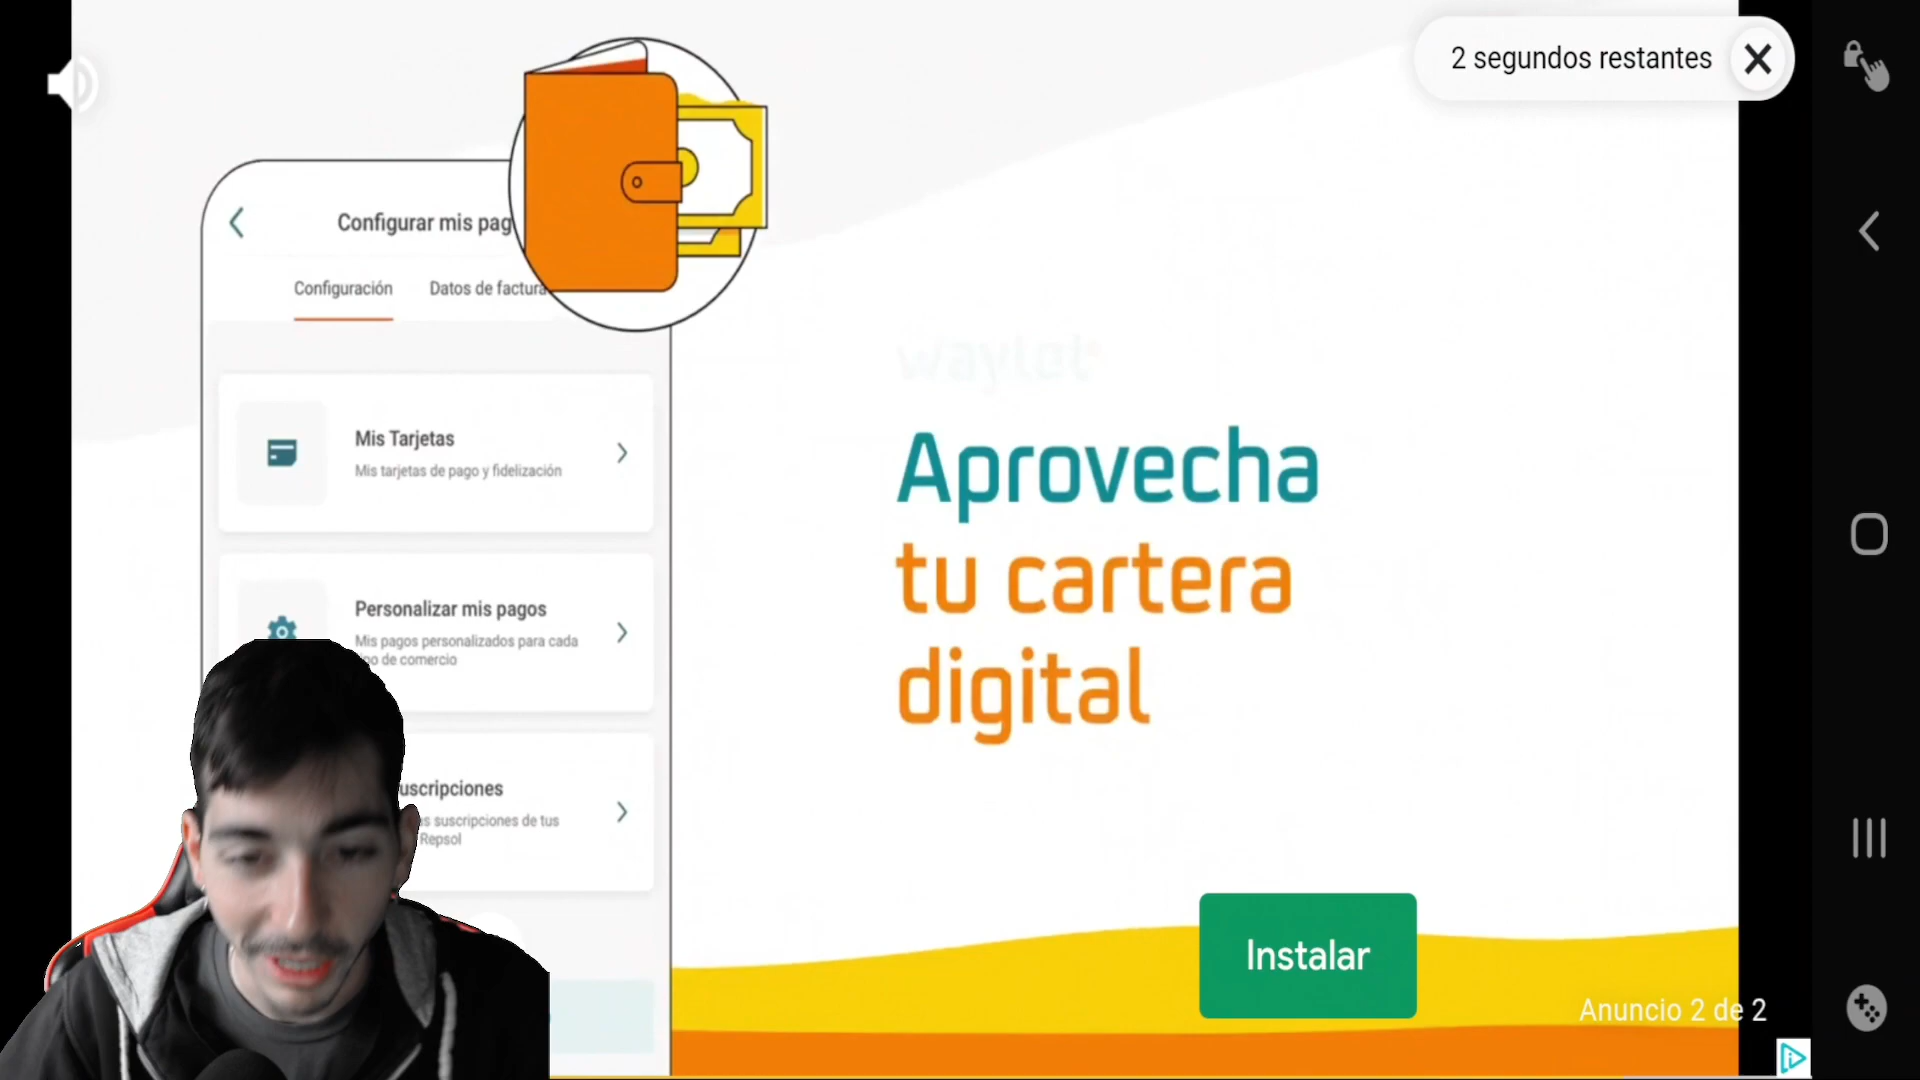 2 segundos restantes
Configurar mis pag
Configuración
Datos de factura
Mis Tarjetas
Mis tarjetas de pago y fidelización
Personalizar mis pagos
Mis pagos personalizados para cada
po de comercio
uscripciones
s suscripciones de tus
Repsol
waylet
Aprovecha
tu cartera
digital
Instalar
Anuncio 2 de 2